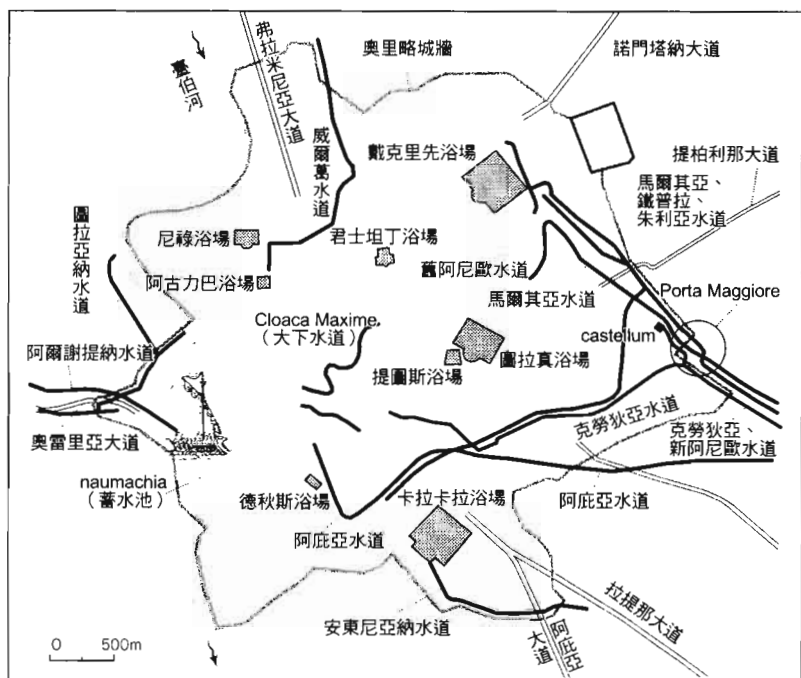 臺伯河
弗拉米尼亞大道
奧里略城牆
諾門塔納大道
威爾葛水道
戴克里先浴場
提柏利那大道
馬爾其亞、
鐵普拉、
朱利亞水道
圖拉亞納水道
尼祿浴場
君士坦丁浴場
舊阿尼歐水道
阿古力巴浴場
馬爾其亞水道
Porta Maggiore
Cloaca Maxime
（大下水道）
castellum
阿爾謝提納水道
提圖斯浴場
圖拉真浴場
奧雷里亞大道
克勞狄亞水道
克勞狄亞、
新阿尼歐水道
naumachia
（蓄水池）
德秋斯浴場
卡拉卡拉浴場
阿庇亞水道
阿庇亞水道
安東尼亞納水道
阿庇亞大道
拉提那大道
0 500m